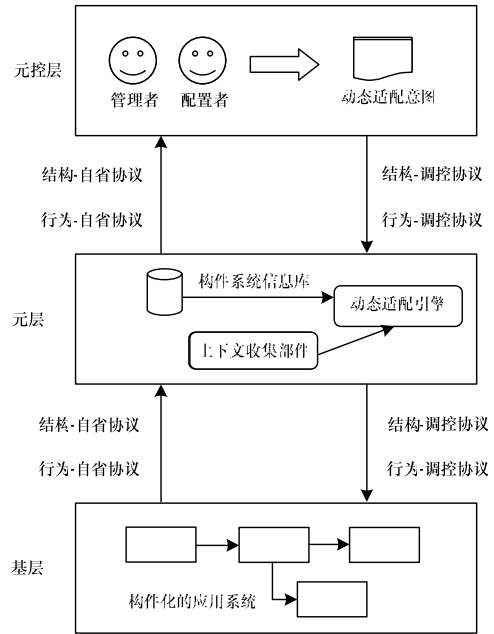 元控层
管理者
配置者
动态适配意图
结构-自省协议
结构-调控协议
行为-自省协议
行为-调控协议
元层
构件系统信息库
动态适配引擎
上下文收集部件
结构-自省协议
结构-调控协议
行为-自省协议
行为-调控协议
基层
构件化的应用系统